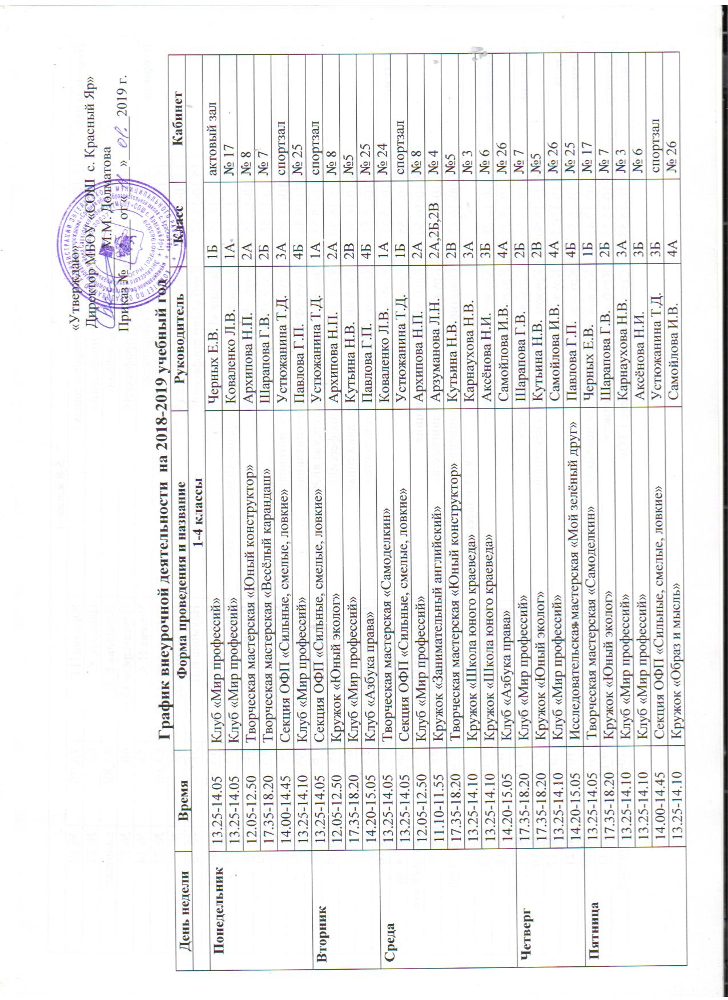 «Утверждаю»
Директор МБОУ «СОШ с. Красный Яр»
М.М. Долматова
Приказ № от « » 01. 2019 г.
График внеурочной деятельности на 2018-2019 учебный год
День недели Время Форма проведения и название Руководитель Класс Кабинет
1-4 классы
Понедельник 13.25-14.05 Клуб «Мир профессий» Черных Е.В. 1Б актовый зал
13.25-14.05 Клуб «Мир профессий» Коваленко Л.В. 1А № 17
12.05-12.50 Творческая мастерская «Юный конструктор» Архипова Н.П. 2А № 8
17.35-18.20 Творческая мастерская «Весёлый карандаш» Шарапова Г.В. 2Б № 7
14.00-14.45 Секция ОФП «Сильные, смелые, ловкие» Устюжанина Т.Д. 3А спортзал
13.25-14.10 Клуб «Мир профессий» Павлова Г.П. 4Б № 25
Вторник 13.25-14.05 Секция ОФП «Сильные, смелые, ловкие» Устюжанина Т.Д. 1А спортзал
12.05-12.50 Кружок «Юный эколог» Архипова Н.П. 2А № 8
17.35-18.20 Клуб «Мир профессий» Кутьина Н.В. 2В №5
14.20-15.05 Клуб «Азбука права» Павлова Г.П. 4Б № 25
Среда 13.25-14.05 Творческая мастерская «Самоделкин» Коваленко Л.В. 1А № 24
13.25-14.05 Секция ОФП «Сильные, смелые, ловкие» Устюжанина Т.Д. 1Б спортзал
12.05-12.50 Клуб «Мир профессий» Архипова Н.П. 2А № 8
11.10-11.55 Кружок «Занимательный английский» Арзуманова Л.Н. 2А,2Б,2В № 4
17.35-18.20 Творческая мастерская «Юный конструктор» Кутьина Н.В. 2В №5
13.25-14.10 Кружок «Школа юного краеведа» Карнаухова Н.В. 3А № 3
13.25-14.10 Кружок «Школа юного краеведа» Аксёнова Н.И. 3Б № 6
14.20-15.05 Клуб «Азбука права» Самойлова И.В. 4А № 26
Четверг 17.35-18.20 Клуб «Мир профессий» Шарапова Г.В. 2Б № 7
17.35-18.20 Кружок «Юный эколог» Кутьина Н.В. 2В №5
13.25-14.10 Клуб «Мир профессий» Самойлова И.В. 4А № 26
14.20-15.05 Исследовательская мастерская «Мой зелёный друг» Павлова Г.П. 4Б № 25
Пятница 13.25-14.05 Творческая мастерская «Самоделкин» Черных Е.В. 1Б № 17
17.35-18.20 Кружок «Юный эколог» Шарапова Г.В. 2Б № 7
13.25-14.10 Клуб «Мир профессий» Карнаухова Н.В. 3А № 3
13.25-14.10 Клуб «Мир профессий» Аксёнова Н.И. 3Б № 6
14.00-14.45 Секция ОФП «Сильные, смелые, ловкие» Устюжанина Т.Д. 3Б спортзал
13.25-14.10 Кружок «Образ и мысль» Самойлова И.В. 4А № 26